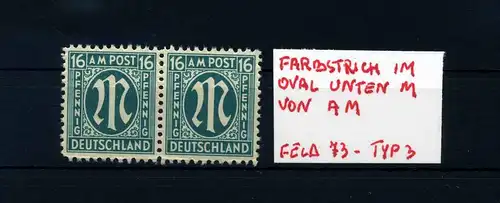 16 AM POST 16 16 AM POST 16
PFENNIG M PFENNIG PFENNIG M PFENNIG
DEUTSCHLAND DEUTSCHLAND
FARBSTRICH IM
OVAL UNTEN M
VON AM
FELD 73 - TYP 3